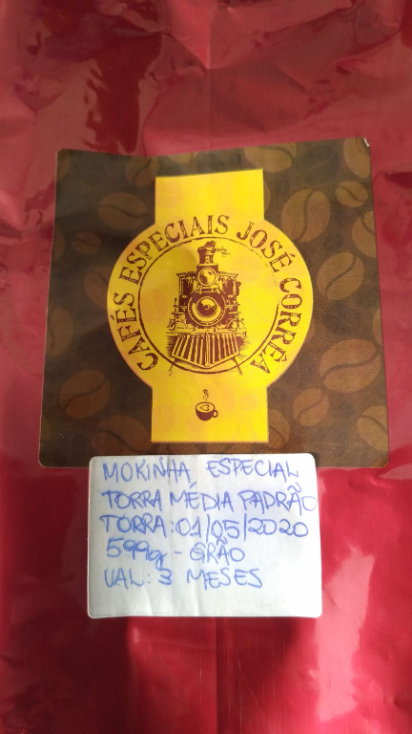 CAFÉS ESPECIAIS JOSÉ CORRÊA
MOKINHA ESPECIAL
TORRA MÉDIA PADRÃO
TORRA: 01/05/2020
599g - GRÃO
VAL: 3 MESES